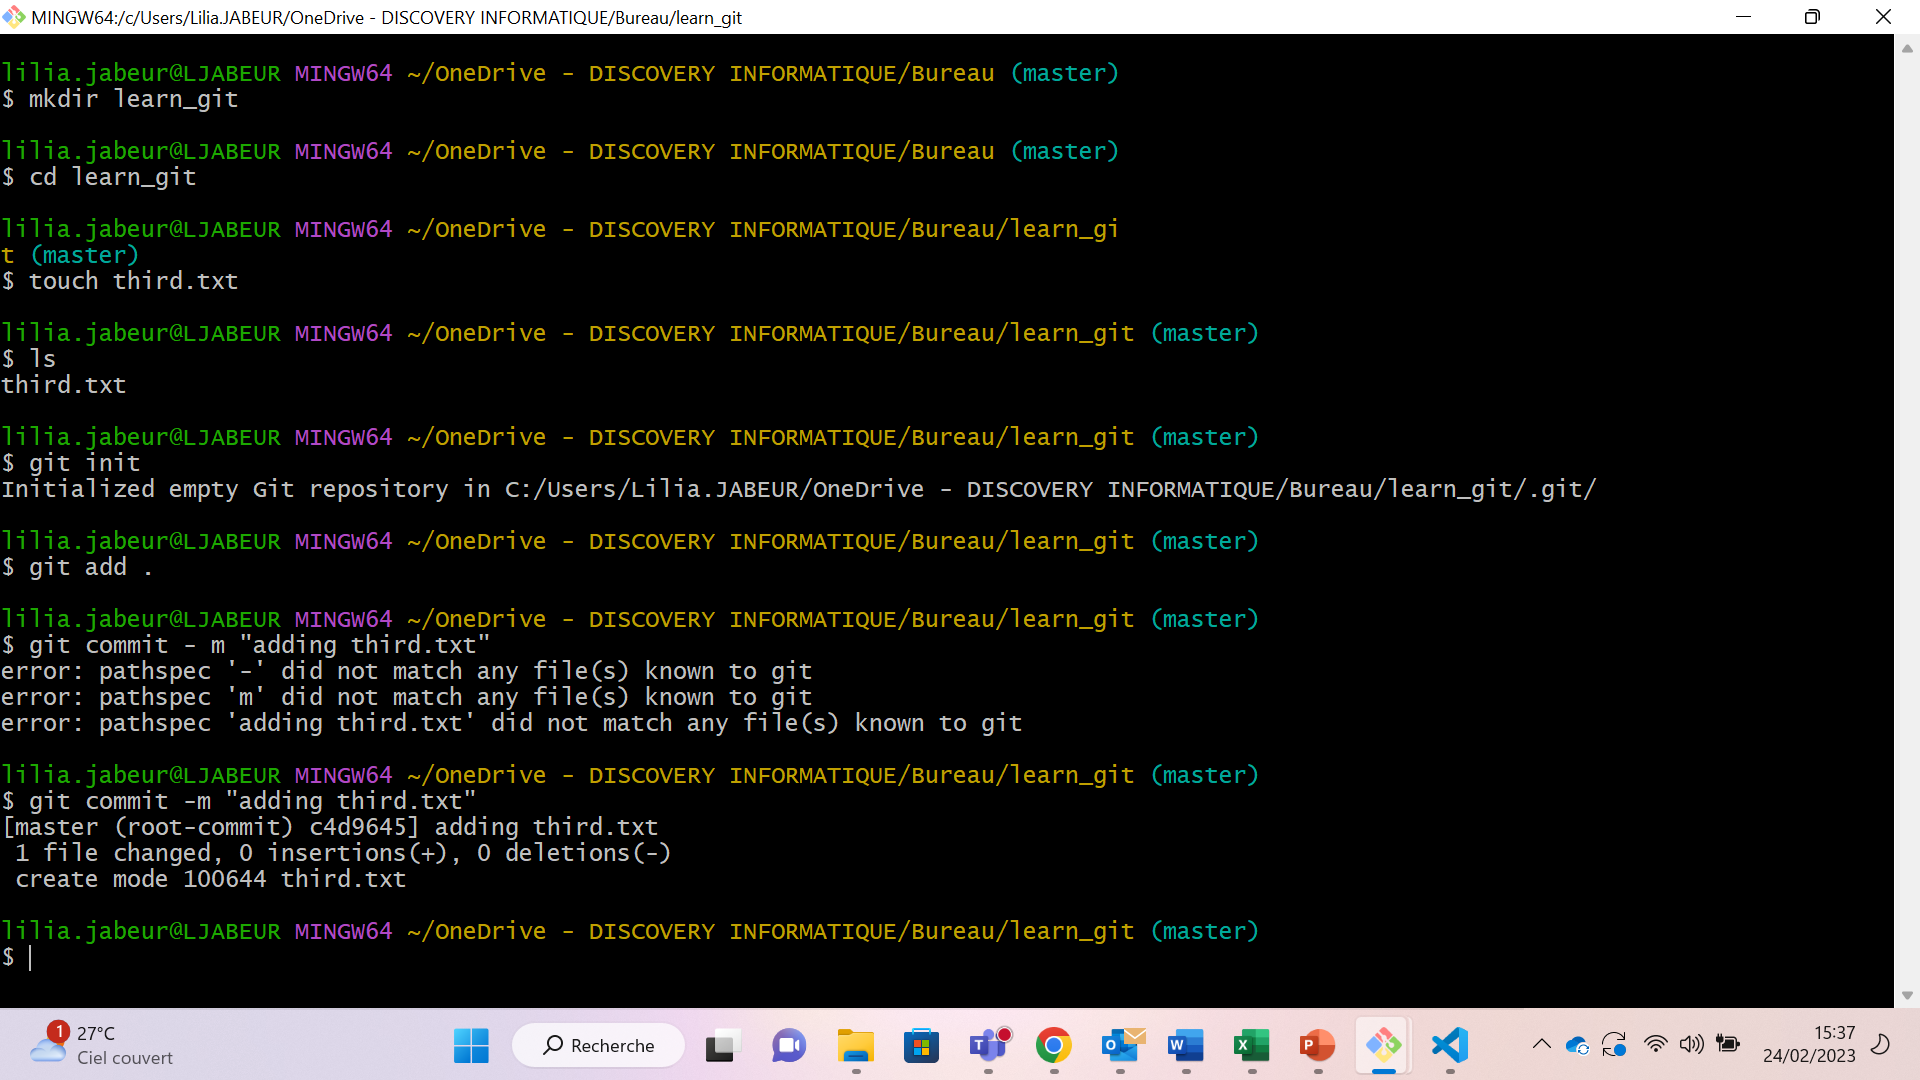 MINGW64:/c/Users/Lilia.JABEUR/OneDrive - DISCOVERY INFORMATIQUE/Bureau/learn_git
lilia.jabeur@LJABEUR MINGW64 ~/OneDrive - DISCOVERY INFORMATIQUE/Bureau (master)
$ mkdir learn_git
lilia.jabeur@LJABEUR MINGW64 ~/OneDrive - DISCOVERY INFORMATIQUE/Bureau (master)
$ cd learn_git
lilia.jabeur@LJABEUR MINGW64 ~/OneDrive - DISCOVERY INFORMATIQUE/Bureau/learn_gi
t (master)
$ touch third.txt
lilia.jabeur@LJABEUR MINGW64 ~/OneDrive - DISCOVERY INFORMATIQUE/Bureau/learn_git (master)
$ ls
third.txt
lilia.jabeur@LJABEUR MINGW64 ~/OneDrive - DISCOVERY INFORMATIQUE/Bureau/learn_git (master)
$ git init
Initialized empty Git repository in C:/Users/Lilia.JABEUR/OneDrive - DISCOVERY INFORMATIQUE/Bureau/learn_git/.git/
lilia.jabeur@LJABEUR MINGW64 ~/OneDrive - DISCOVERY INFORMATIQUE/Bureau/learn_git (master)
$ git add .
lilia.jabeur@LJABEUR MINGW64 ~/OneDrive - DISCOVERY INFORMATIQUE/Bureau/learn_git (master)
$ git commit - m "adding third.txt"
error: pathspec '-' did not match any file(s) known to git
error: pathspec 'm' did not match any file(s) known to git
error: pathspec 'adding third.txt' did not match any file(s) known to git
lilia.jabeur@LJABEUR MINGW64 ~/OneDrive - DISCOVERY INFORMATIQUE/Bureau/learn_git (master)
$ git commit -m "adding third.txt"
[master (root-commit) c4d9645] adding third.txt
 1 file changed, 0 insertions(+), 0 deletions(-)
 create mode 100644 third.txt
lilia.jabeur@LJABEUR MINGW64 ~/OneDrive - DISCOVERY INFORMATIQUE/Bureau/learn_git (master)
$
1
27°C
Ciel couvert
Recherche
T
O
W
X
P
15:37
24/02/2023